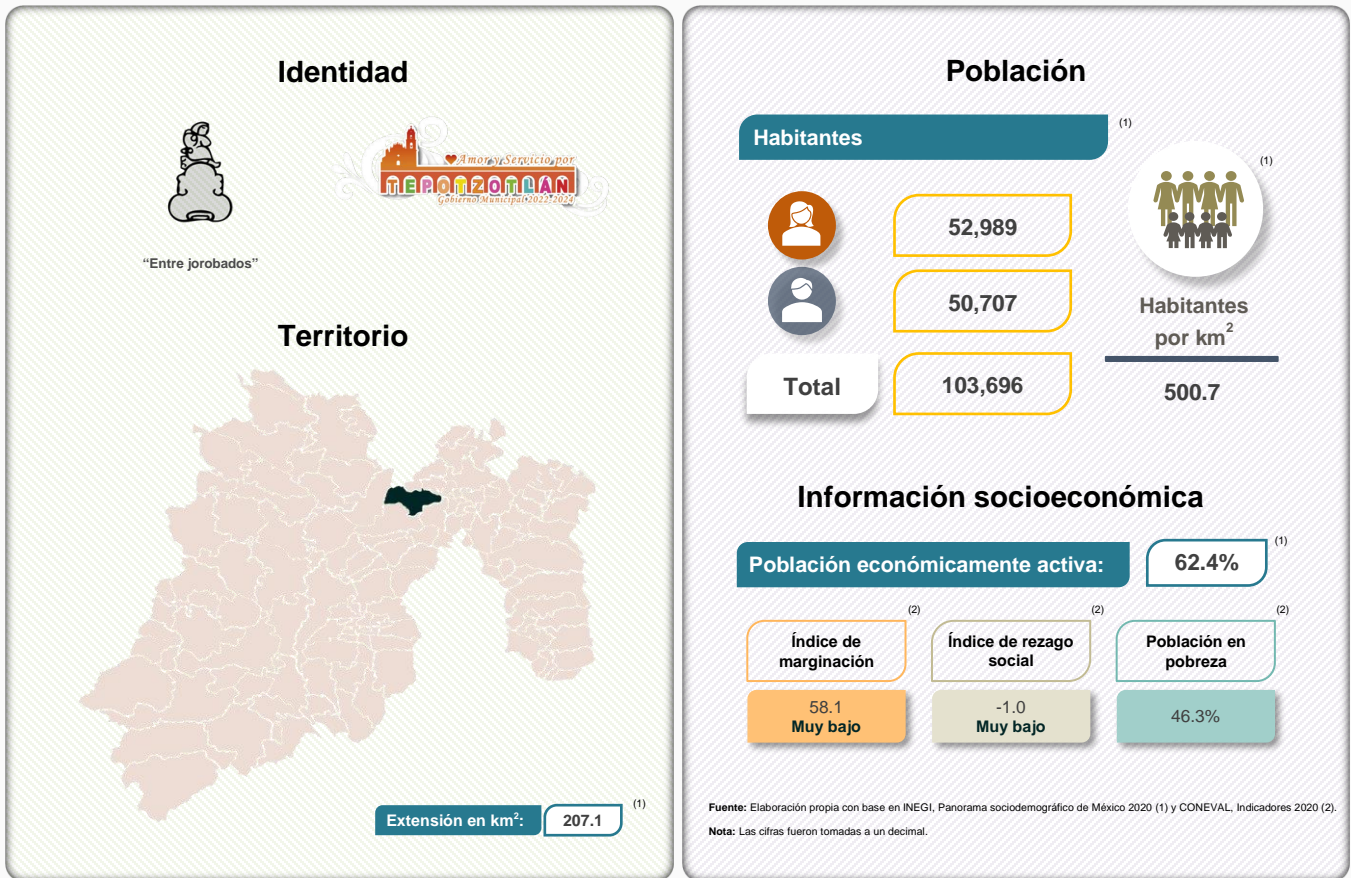 Identidad
Amor y Servicio por
TEPOTZOTLÁN
Gobierno Municipal 2022-2024
“Entre jorobados”
Territorio
Extensión en km²: 207.1 (1)
Población
Habitantes (1)
(1)
52,989
50,707
Total 103,696
Habitantes
por km²
500.7
Información socioeconómica
Población económicamente activa: 62.4% (1)
(2) (2) (2)
Índice de
marginación
58.1
Muy bajo
Índice de rezago
social
-1.0
Muy bajo
Población en
pobreza
46.3%
Fuente: Elaboración propia con base en INEGI, Panorama sociodemográfico de México 2020 (1) y CONEVAL, Indicadores 2020 (2).
Nota: Las cifras fueron tomadas a un decimal.